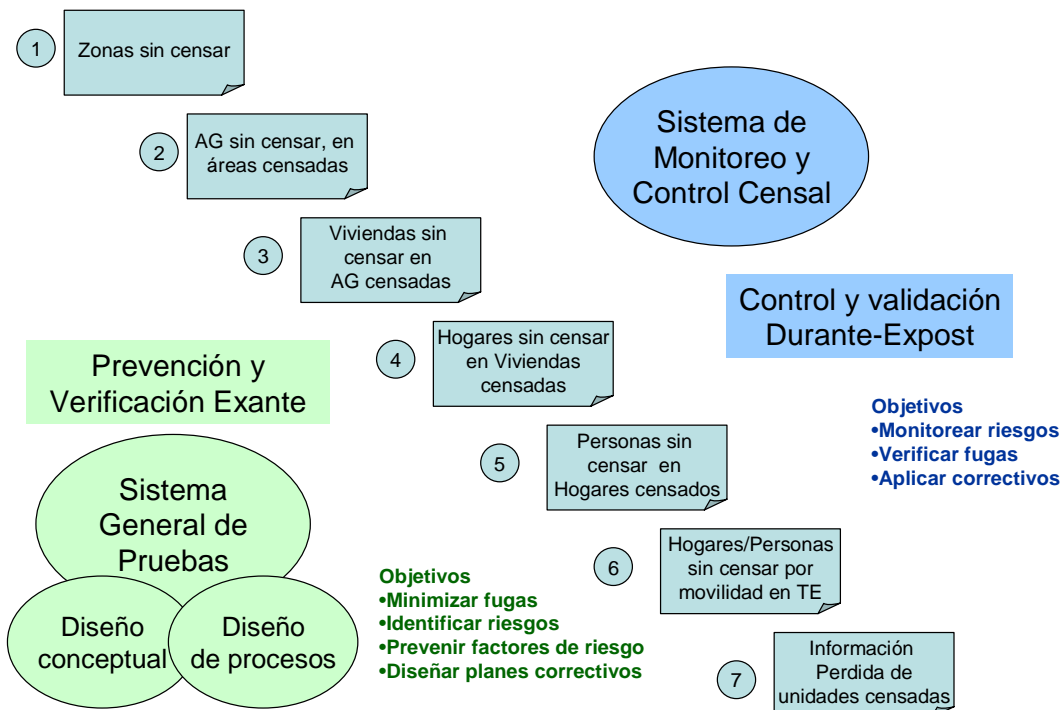 1
Zonas sin censar
2
AG sin censar, en
áreas censadas
3
Viviendas sin
censar en
AG censadas
4
Hogares sin censar
en Viviendas
censadas
5
Personas sin
censar en
Hogares censados
6
Hogares/Personas
sin censar por
movilidad en TE
7
Información
Perdida de
unidades censadas
Sistema de
Monitoreo y
Control Censal
Control y validación
Durante-Expost
Objetivos
•Monitorear riesgos
•Verificar fugas
•Aplicar correctivos
Prevención y
Verificación Exante
Sistema
General de
Pruebas
Diseño
conceptual
Diseño
de procesos
Objetivos
•Minimizar fugas
•Identificar riesgos
•Prevenir factores de riesgo
•Diseñar planes correctivos